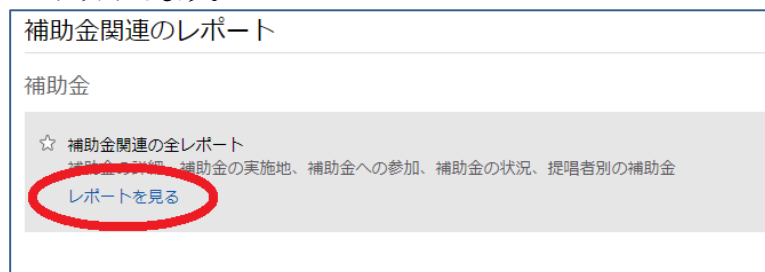 補助金関連のレポート
補助金
☆ 補助金関連の全レポート
補助金の詳細、補助金の実施地、補助金への参加、補助金の状況、提唱者別の補助金
レポートを見る